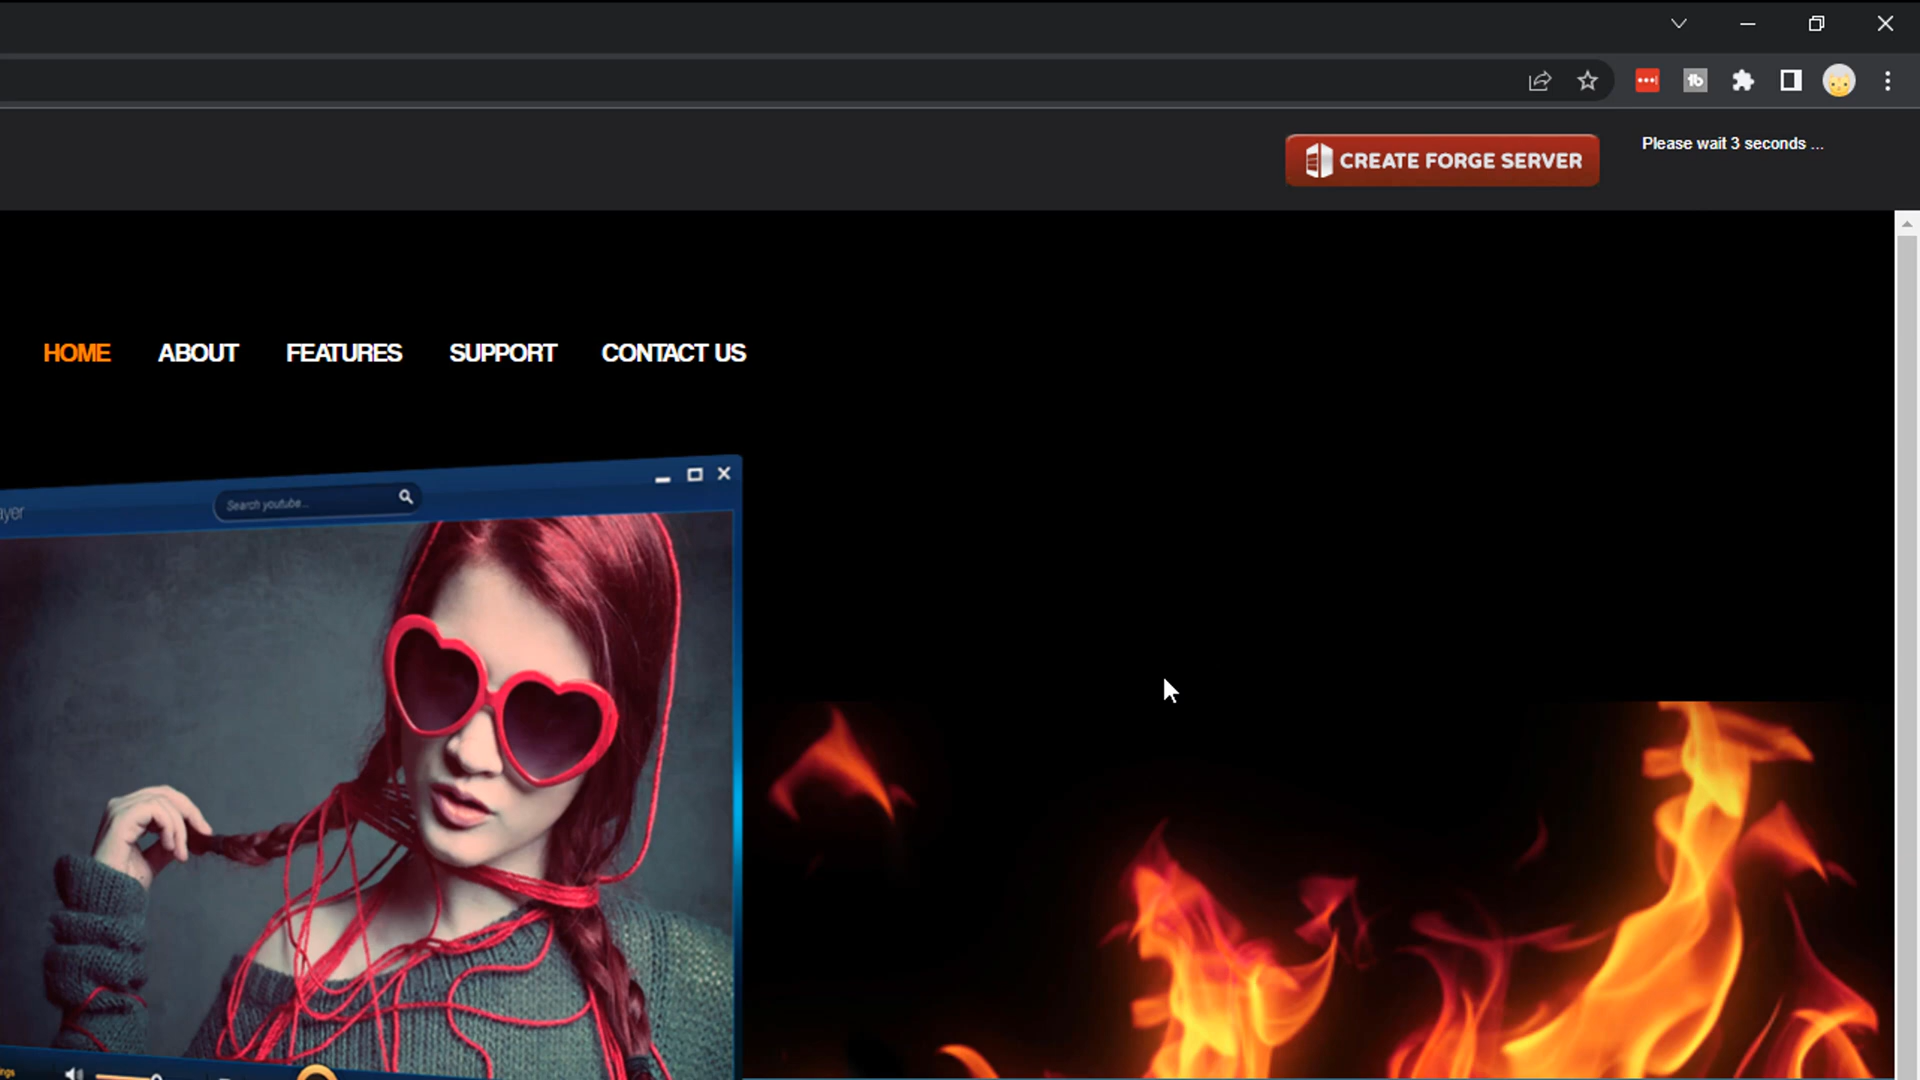 CREATE FORGE SERVER
Please wait 3 seconds ...
HOME ABOUT FEATURES SUPPORT CONTACT US
Search youtube...